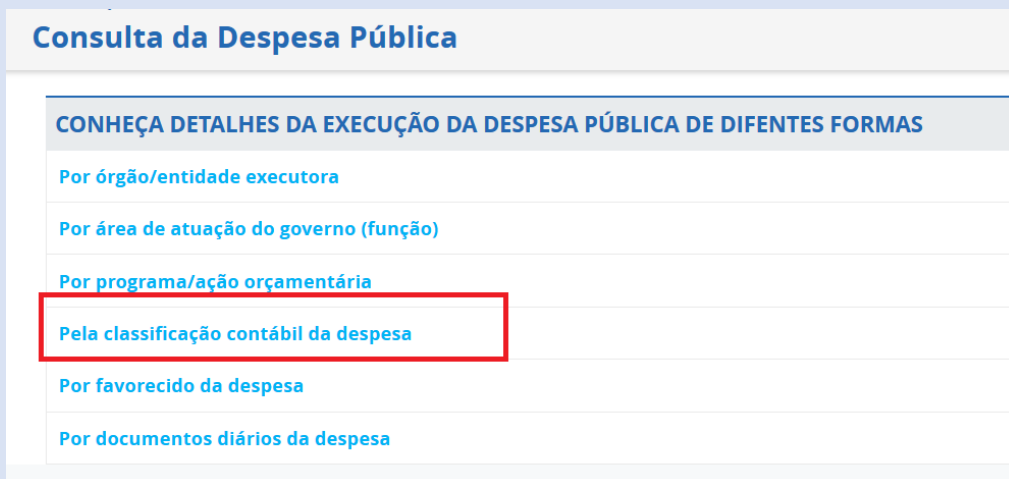 Consulta da Despesa Pública
CONHEÇA DETALHES DA EXECUÇÃO DA DESPESA PÚBLICA DE DIFENTES FORMAS
Por órgão/entidade executora
Por área de atuação do governo (função)
Por programa/ação orçamentária
Pela classificação contábil da despesa
Por favorecido da despesa
Por documentos diários da despesa